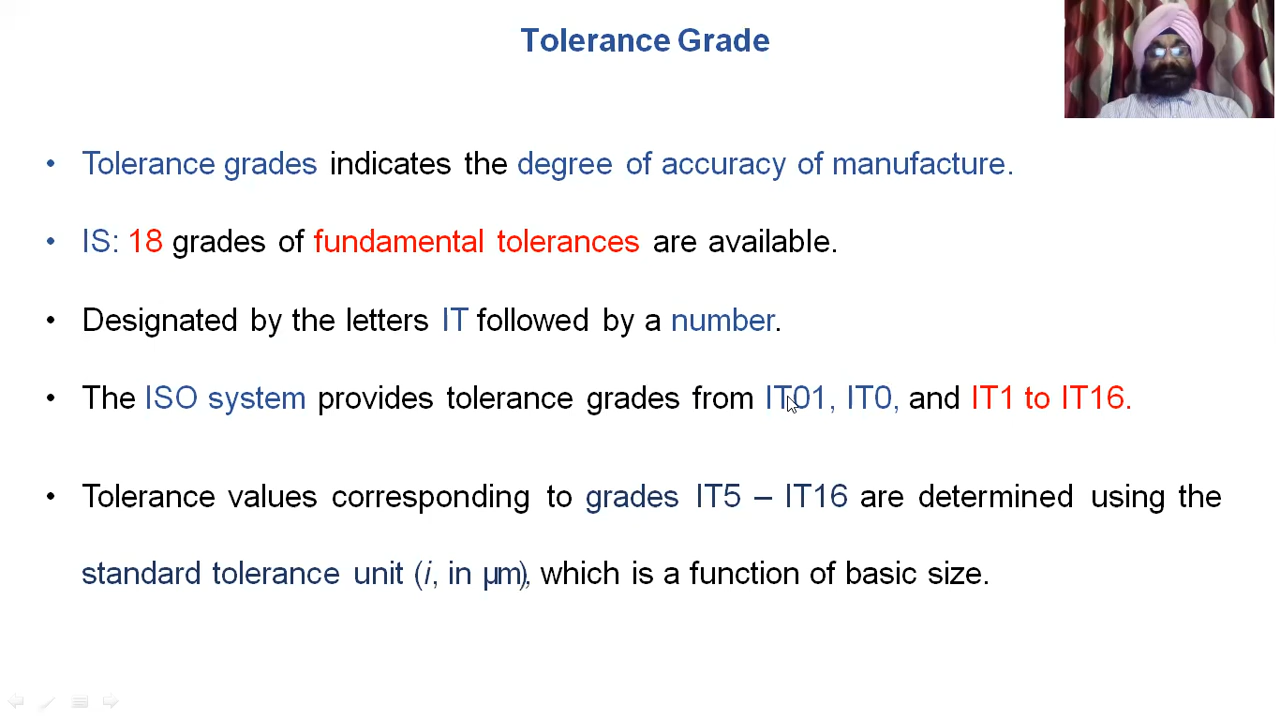 Tolerance Grade
• Tolerance grades indicates the degree of accuracy of manufacture.
• IS: 18 grades of fundamental tolerances are available.
• Designated by the letters IT followed by a number.
• The ISO system provides tolerance grades from IT01, IT0, and IT1 to IT16.
• Tolerance values corresponding to grades IT5 – IT16 are determined using the
standard tolerance unit (i, in µm), which is a function of basic size.